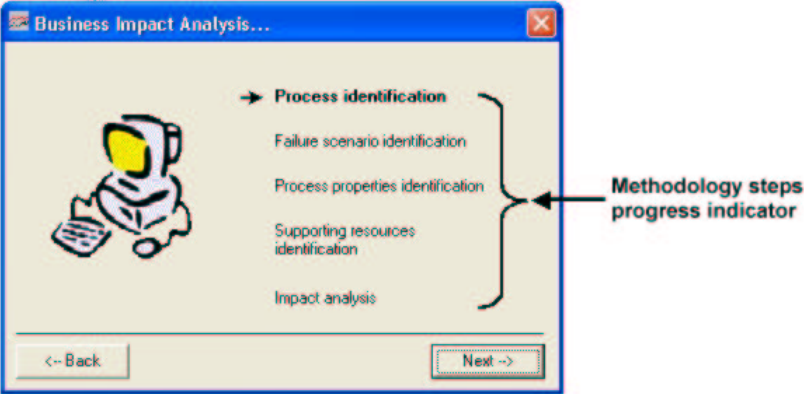 Business Impact Analysis...
Process identification
Failure scenario identification
Process properties identification
Supporting resources
identification
Impact analysis
Methodology steps
progress indicator
<-- Back
Next -->